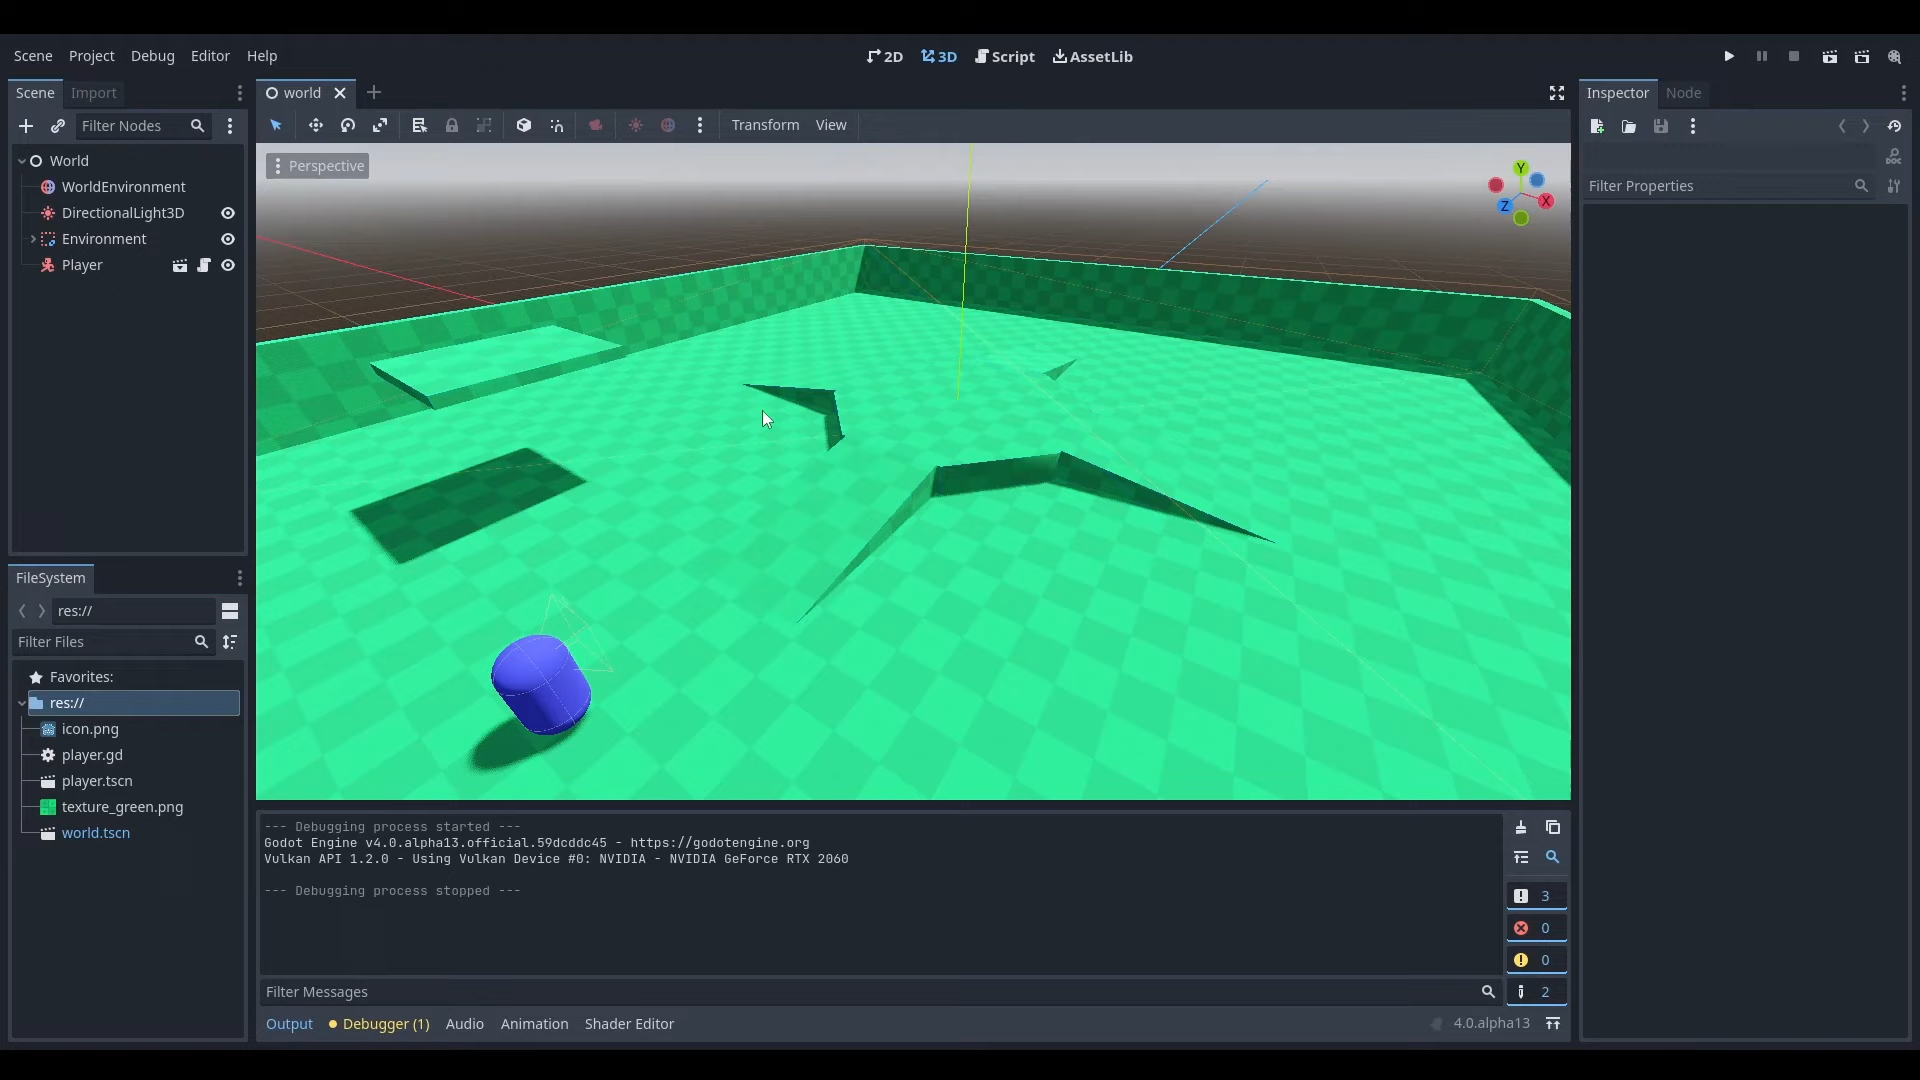 Scene Project Debug Editor Help
2D 3D Script AssetLib
Scene Import
world
Inspector Node
Filter Nodes
Transform View
World
WorldEnvironment
DirectionalLight3D
Environment
Player
Perspective
Y
Z
X
DOC
Filter Properties
FileSystem
res://
Filter Files
Favorites:
res://
icon.png
player.gd
player.tscn
texture_green.png
world.tscn
--- Debugging process started ---
Godot Engine v4.0.alpha13.official.59dcddc45 - https://godotengine.org
Vulkan API 1.2.0 - Using Vulkan Device #0: NVIDIA - NVIDIA GeForce RTX 2060
--- Debugging process stopped ---
3
0
0
2
Filter Messages
Output Debugger (1) Audio Animation Shader Editor
4.0.alpha13